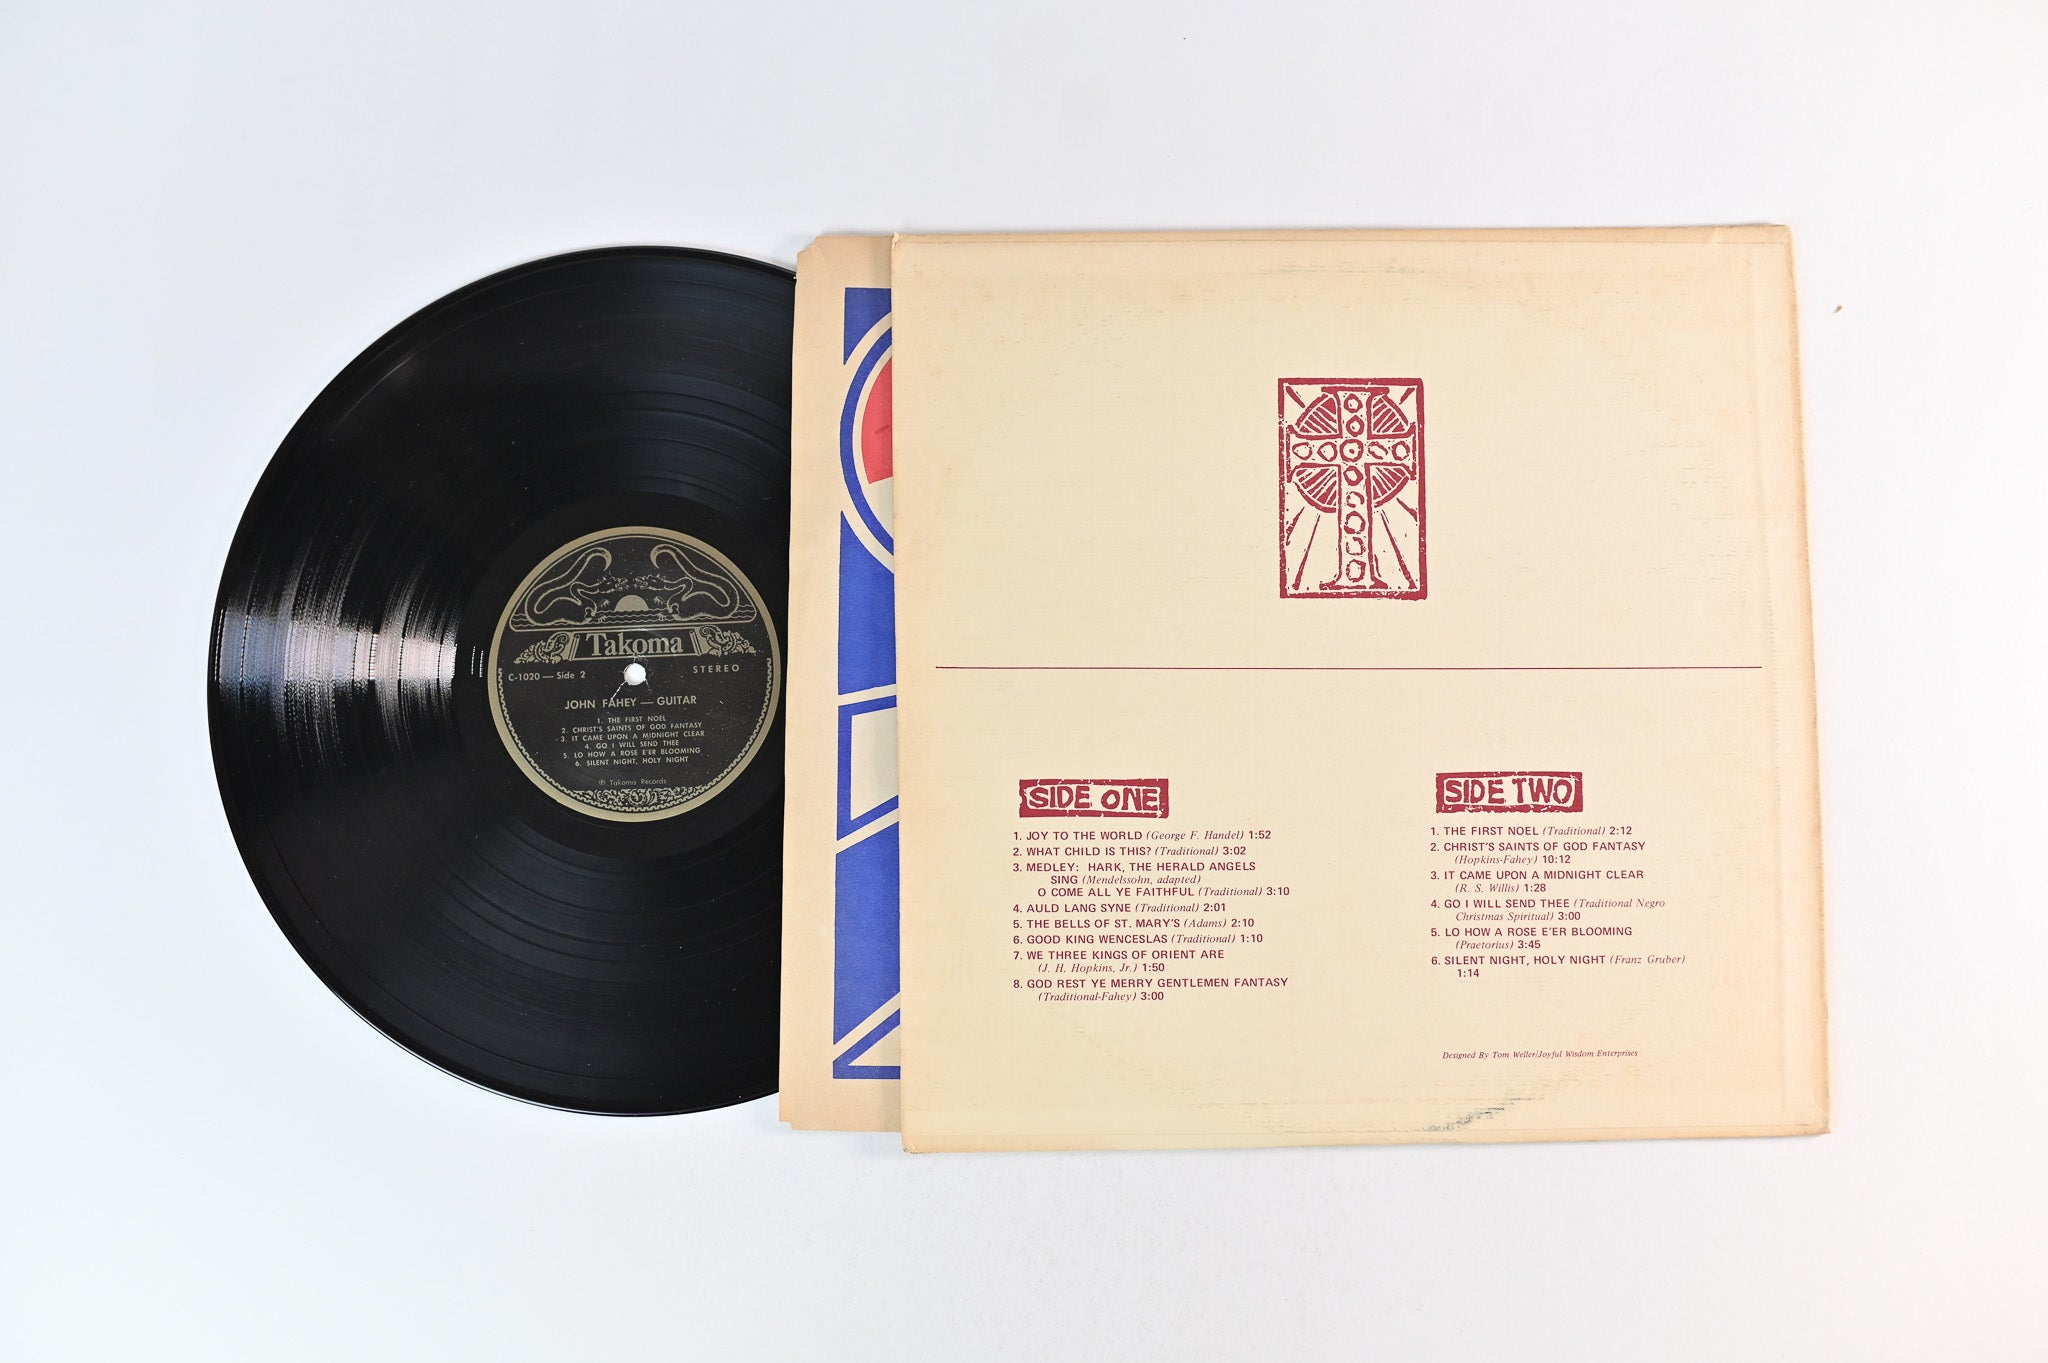 Takoma
C-1020 — Side 2
STEREO
JOHN FAHEY — GUITAR
1. THE FIRST NOEL
2. CHRIST'S SAINTS OF GOD FANTASY
3. IT CAME UPON A MIDNIGHT CLEAR
4. GO I WILL SEND THEE
5. LO HOW A ROSE E'ER BLOOMING
6. SILENT NIGHT, HOLY NIGHT
℗ Takoma Records
SIDE ONE
1. JOY TO THE WORLD (George F. Handel) 1:52
2. WHAT CHILD IS THIS? (Traditional) 3:02
3. MEDLEY: HARK, THE HERALD ANGELS
SING (Mendelssohn, adapted)
O COME ALL YE FAITHFUL (Traditional) 3:10
4. AULD LANG SYNE (Traditional) 2:01
5. THE BELLS OF ST. MARY'S (Adams) 2:10
6. GOOD KING WENCESLAS (Traditional) 1:10
7. WE THREE KINGS OF ORIENT ARE
(J. H. Hopkins, Jr.) 1:50
8. GOD REST YE MERRY GENTLEMEN FANTASY
(Traditional-Fahey) 3:00
SIDE TWO
1. THE FIRST NOEL (Traditional) 2:12
2. CHRIST'S SAINTS OF GOD FANTASY
(Hopkins-Fahey) 10:12
3. IT CAME UPON A MIDNIGHT CLEAR
(R. S. Willis) 1:28
4. GO I WILL SEND THEE (Traditional Negro
Christmas Spiritual) 3:00
5. LO HOW A ROSE E'ER BLOOMING
(Praetorius) 3:45
6. SILENT NIGHT, HOLY NIGHT (Franz Gruber)
1:14
Designed By Tom Weller/Joyful Wisdom Enterprises